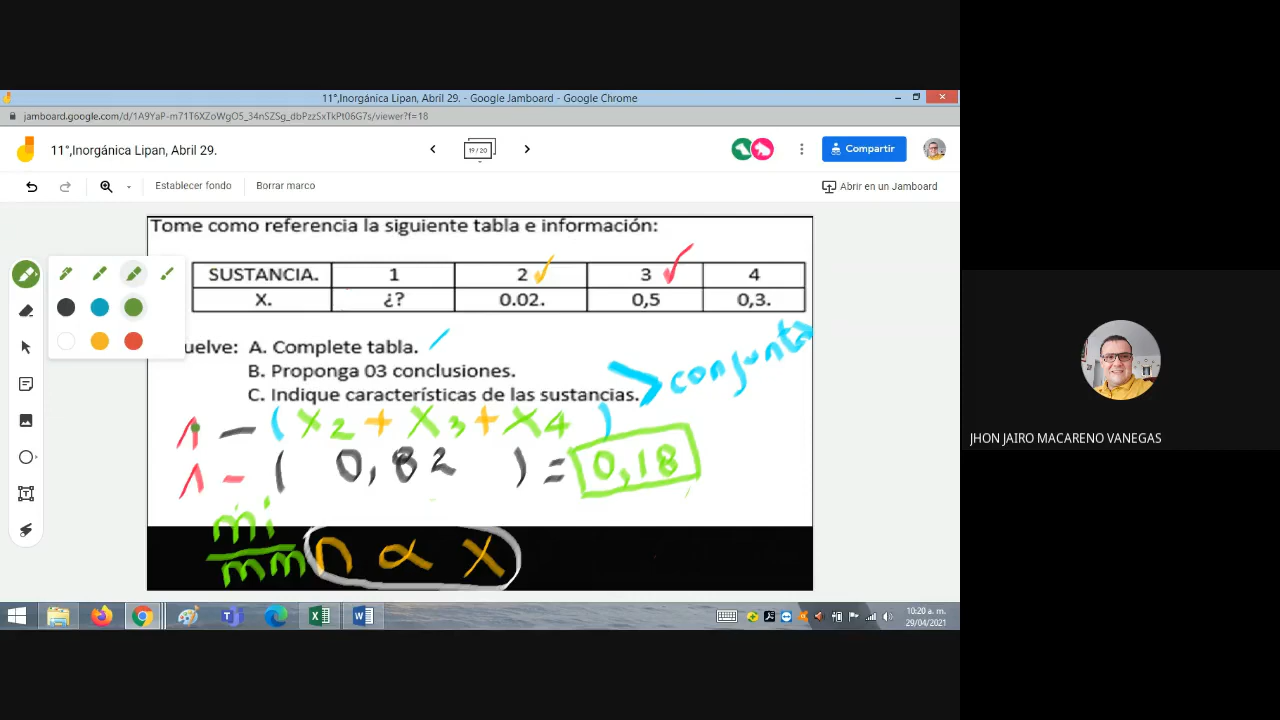 11°,Inorgánica Lipan, Abríl 29. - Google Jamboard - Google Chrome
jamboard.google.com/d/1A9YaP-m71T6XZoWgO5_34nSZSg_dbPzzSxTkPt06G7s/viewer?f=18
11°,Inorgánica Lipan, Abríl 29.
19 / 20
Compartir
Establecer fondo
Borrar marco
Abrir en un Jamboard
Tome como referencia la siguiente tabla e información:
SUSTANCIA. 1 2 3 4
X. ¿? 0.02. 0,5 0,3.
uelve: A. Complete tabla.
B. Proponga 03 conclusiones.
C. Indique características de las sustancias.
> conjunta
1 - ( X2 + X3 + X4 )
1 - ( 0,82 ) = 0,18
mi
mm
n ∝ X
10:20 a. m.
29/04/2021
JHON JAIRO MACARENO VANEGAS